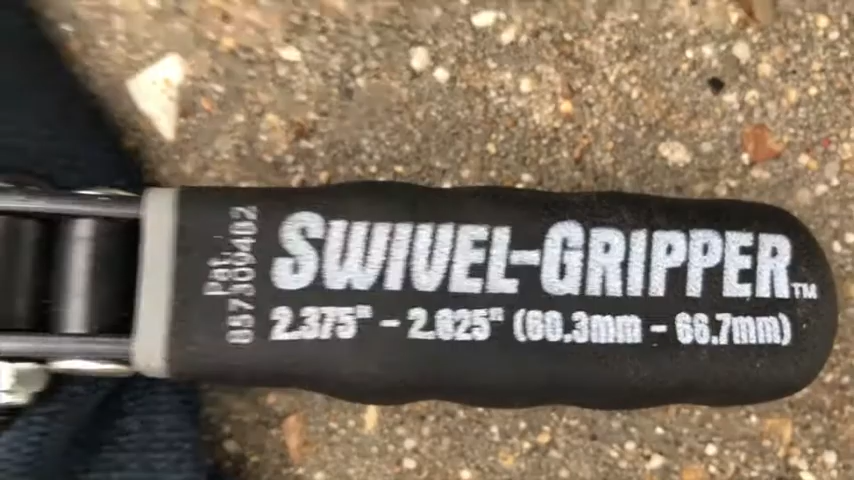 Pat.
SWIVEL-GRIPPER™
2.375" - 2.625" (60.3mm - 66.7mm)